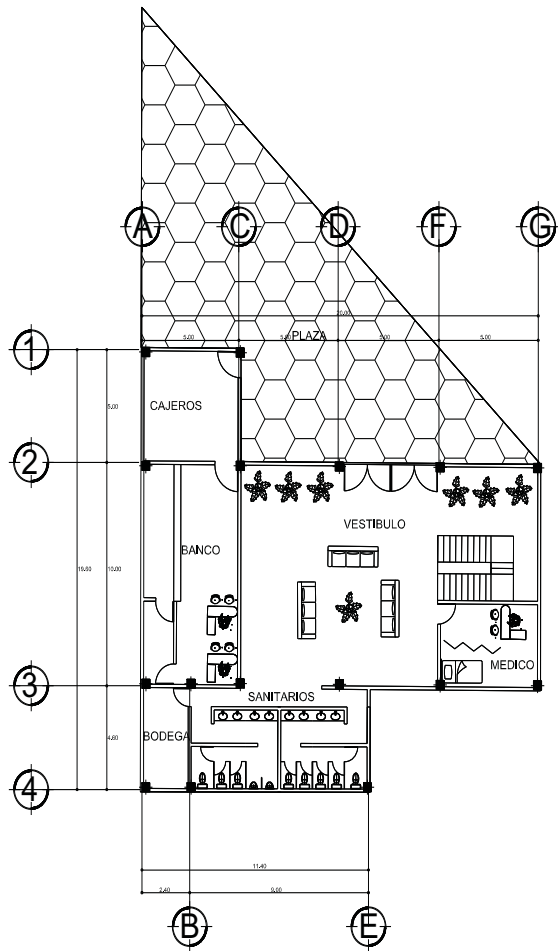 A C D F G
20.00
5.00 5.00 5.00 5.00
PLAZA
1
CAJEROS
5.00
2
VESTIBULO
BANCO
19.60 10.00
MEDICO
3
SANITARIOS
BODEGA
4.60
4
11.40
2.40 9.00
B E